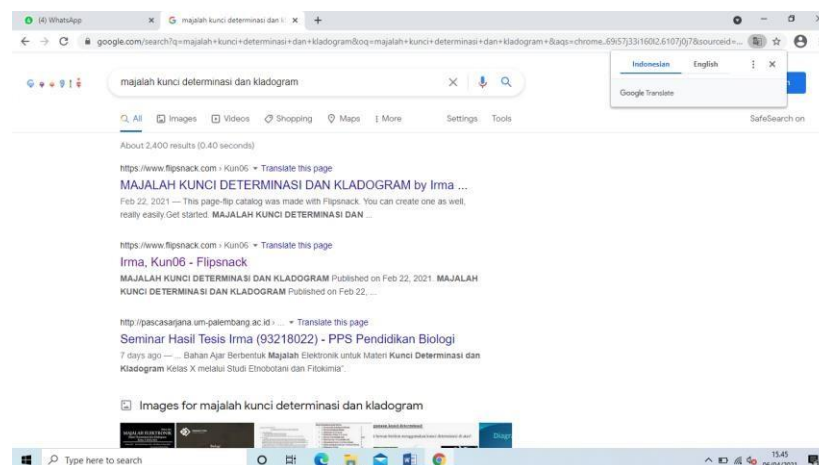 (4) WhatsApp
majalah kunci determinasi dan k
google.com/search?q=majalah+kunci+determinasi+dan+kladogram&oq=majalah+kunci+determinasi+dan+kladogram+&aqs=chrome..69i57j33i160l2.6107j0j7&sourceid=...
Indonesian English
Google Translate
majalah kunci determinasi dan kladogram
All Images Videos Shopping Maps More Settings Tools
SafeSearch on
About 2,400 results (0.40 seconds)
https://www.flipsnack.com › Kun06 Translate this page
MAJALAH KUNCI DETERMINASI DAN KLADOGRAM by Irma ...
Feb 22, 2021 — This page-flip catalog was made with Flipsnack. You can create one as well,
really easily.Get started. MAJALAH KUNCI DETERMINASI DAN ...
https://www.flipsnack.com › Kun06 Translate this page
Irma, Kun06 - Flipsnack
MAJALAH KUNCI DETERMINASI DAN KLADOGRAM Published on Feb 22, 2021. MAJALAH
KUNCI DETERMINASI DAN KLADOGRAM Published on Feb 22, ...
http://pascasarjana.um-palembang.ac.id › ... Translate this page
Seminar Hasil Tesis Irma (93218022) - PPS Pendidikan Biologi
7 days ago — ... Bahan Ajar Berbentuk Majalah Elektronik untuk Materi Kunci Determinasi dan
Kladogram Kelas X melalui Studi Etnobotani dan Fitokimia".
Images for majalah kunci determinasi dan kladogram
MAJALAH ELEKTRONIK
Diagr
Type here to search
15.45
06/04/2021